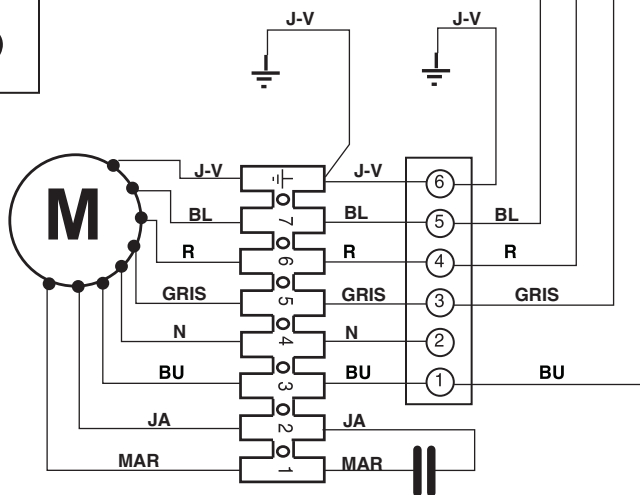 J-V J-V
J-V J-V 6
M BL 7 BL 5 BL
R 6 R 4 R
GRIS 5 GRIS 3 GRIS
N 4 N 2
BU 3 BU 1 BU
JA 2 JA
MAR 1 MAR